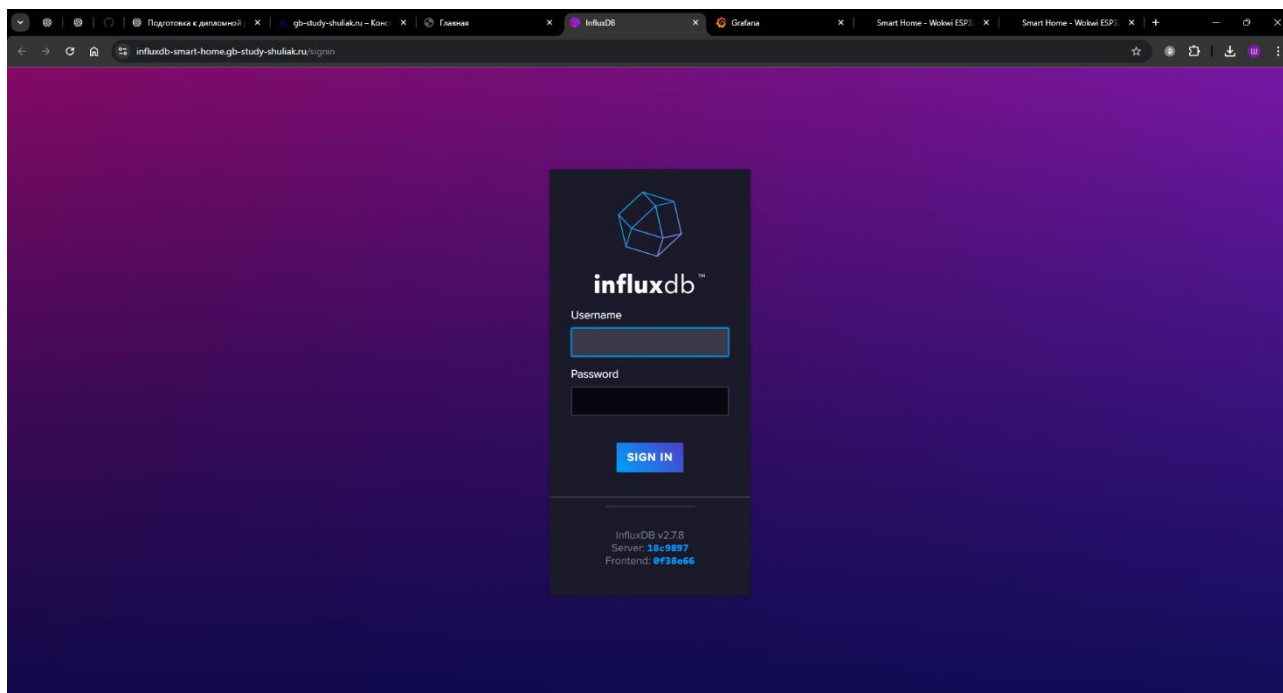 Подготовка к дипломной
gb-study-shuliak.ru – Конс
Главная
InfluxDB
Grafana
Smart Home - Wokwi ESP3
Smart Home - Wokwi ESP3
influxdb-smart-home.gb-study-shuliak.ru/signin
influxdb™
Username
Password
SIGN IN
InfluxDB v2.7.8
Server: 18c9897
Frontend: 0f38e66